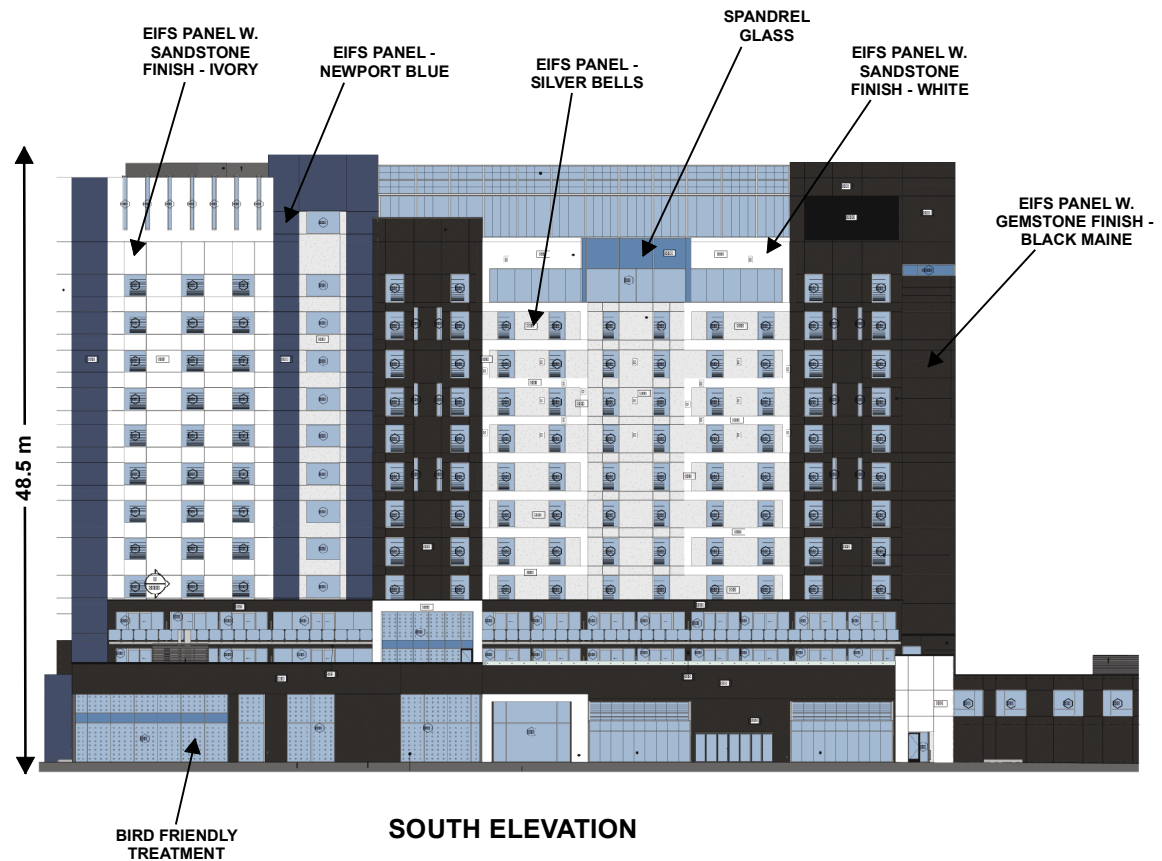 SPANDREL
GLASS
EIFS PANEL W.
SANDSTONE
FINISH - IVORY
EIFS PANEL -
NEWPORT BLUE
EIFS PANEL -
SILVER BELLS
EIFS PANEL W.
SANDSTONE
FINISH - WHITE
EIFS PANEL W.
GEMSTONE FINISH -
BLACK MAINE
48.5 m
BIRD FRIENDLY
TREATMENT
SOUTH ELEVATION